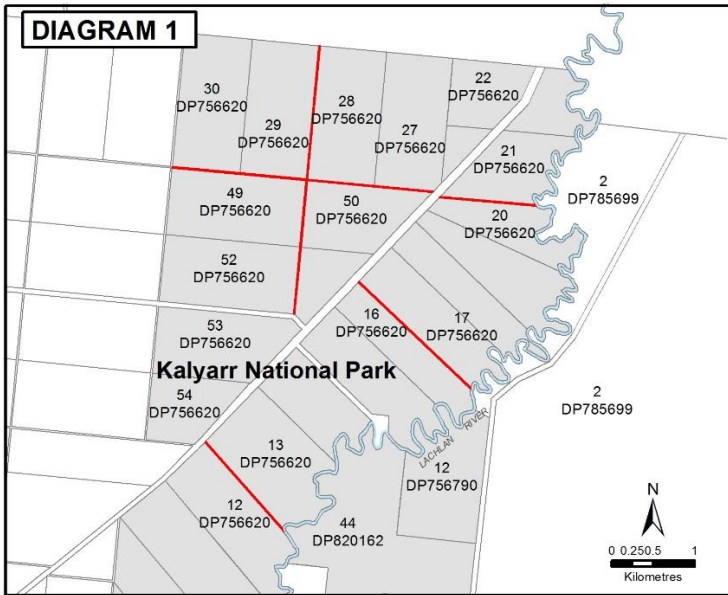 DIAGRAM 1
30
DP756620
29
DP756620
28
DP756620
27
DP756620
22
DP756620
21
DP756620
2
DP785699
49
DP756620
50
DP756620
20
DP756620
52
DP756620
53
DP756620
16
DP756620
17
DP756620
Kalyarr National Park
54
DP756620
2
DP785699
13
DP756620
LACHLAN RIVER
12
DP756790
12
DP756620
44
DP820162
N
0 0.250.5 1
Kilometres